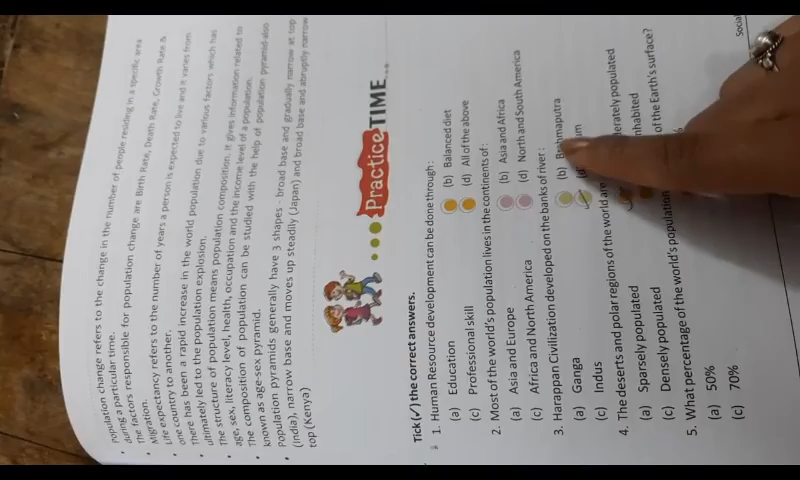 Population change refers to the change in the number of people residing in a specific area
during a particular time.
The factors responsible for population change are Birth Rate, Death Rate, Growth Rate &
Migration.
Life expectancy refers to the number of years a person is expected to live and it varies from
one country to another.
There has been a rapid increase in the world population due to various factors which has
ultimately led to the population explosion.
The structure of population means population composition, it gives information related to
age, sex, literacy level, health, occupation and the income level of a population.
The composition of population can be studied with the help of population pyramid also
known as age-sex pyramid.
Population pyramids generally have 3 shapes - broad base and gradually narrow at top
(India), narrow base and moves up steadily (Japan) and broad base and abruptly narrow
top (Kenya)
Practice TIME...
Tick (✓) the correct answers.
1. Human Resource development can be done through :
(a) Education (b) Balanced diet
(c) Professional skill (d) All of the above
2. Most of the world's population lives in the continents of :
(a) Asia and Europe (b) Asia and Africa
(c) Africa and North America (d) North and South America
3. Harappan Civilization developed on the banks of river :
(a) Ganga (b)
(c) Indus
4. The deserts and polar regions of the world are
(a) Sparsely populated populated
(c) Densely populated
5. What percentage of the world's population of the Earth's surface?
(a) 50%
(c) 70%
Social